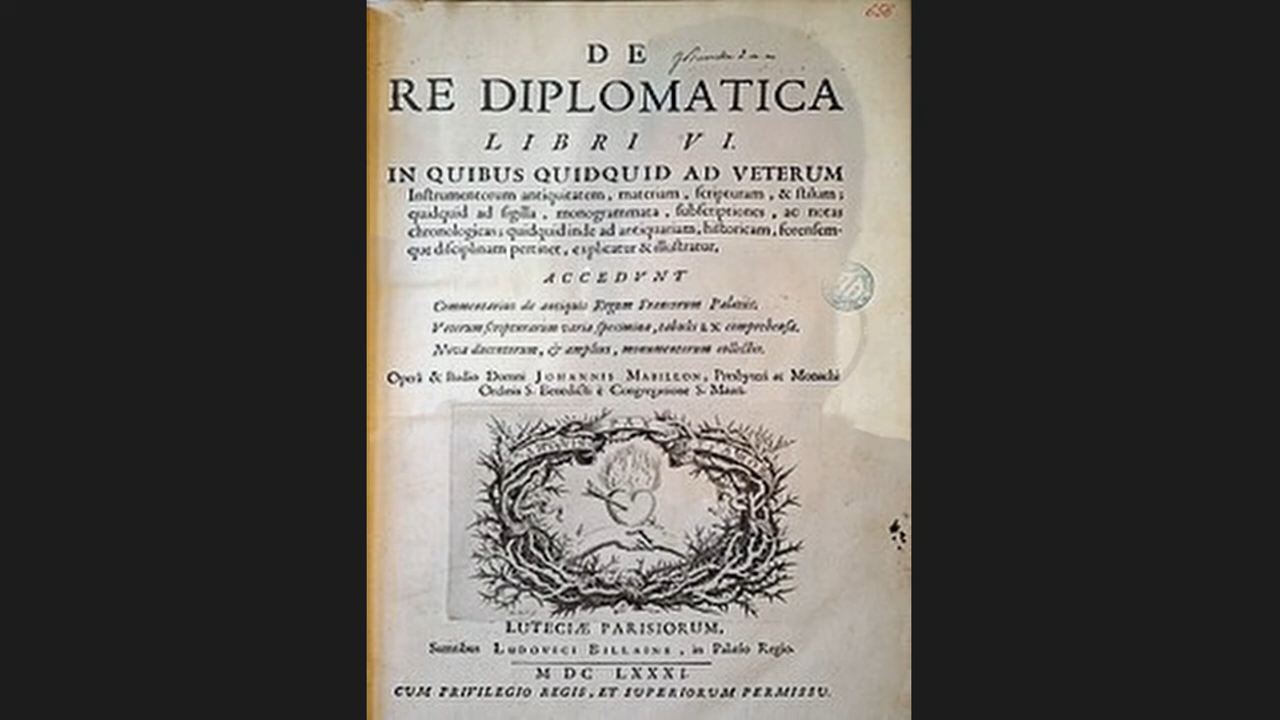 656
DE
RE DIPLOMATICA
LIBRI VI.
IN QUIBUS QUIDQUID AD VETERUM
Instrumentorum antiquitatem, materiam, scripturam, & stilum;
quidquid ad sigilla, monogrammata, subscriptiones, ac notas
chronologicas; quidquid inde ad antiquariam, historicam, forensem-
que disciplinam pertinet, explicatur & illustratur.
ACCEDVNT
Commentarius de antiquis Regum Francorum Palatiis.
Veterum scripturarum varia specimina, tabulis LX comprehensa.
Nova ducentorum, & amplius, monumentorum collectio.
Operâ & studio Domni JOHANNIS MABILLON, Presbyteri ac Monachi
Ordinis S. Benedicti è Congregatione S. Mauri.
LUTECIÆ PARISIORUM,
Sumtibus LUDOVICI BILLAINE, in Palatio Regio.
M DC LXXXI.
CUM PRIVILEGIO REGIS, ET SUPERIORUM PERMISSU.